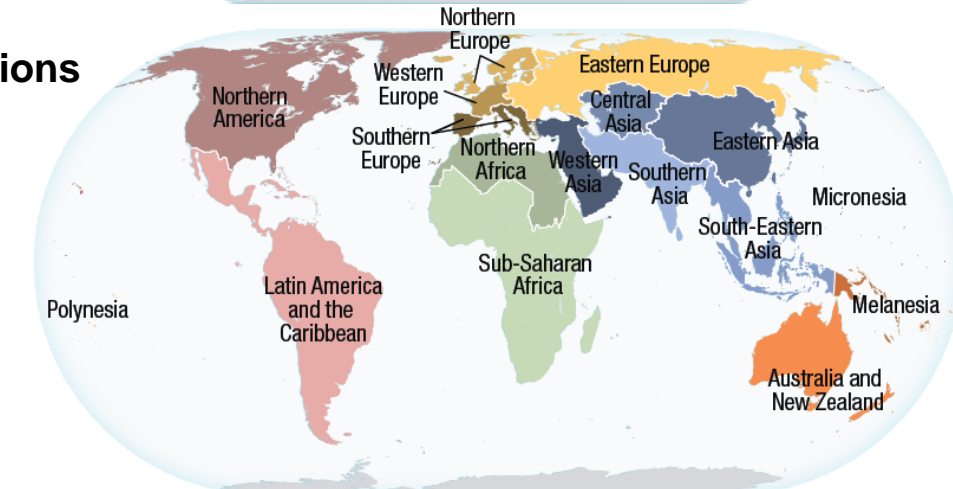 Northern
Europe
ions
Eastern Europe
Western
Europe
Northern
America
Central
Asia
Southern
Europe
Eastern Asia
Northern
Africa
Western
Asia
Southern
Asia
Micronesia
South-Eastern
Asia
Sub-Saharan
Africa
Latin America
and the
Caribbean
Polynesia
Melanesia
Australia and
New Zealand